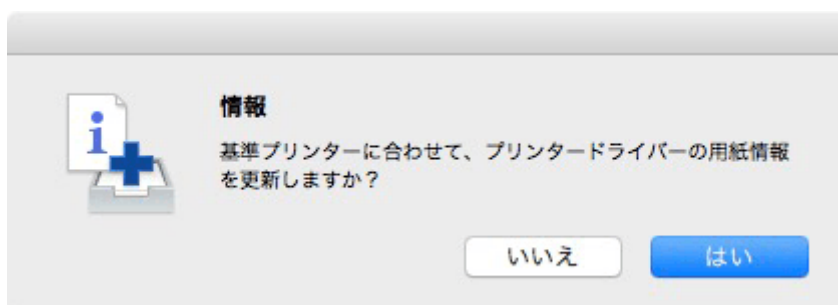 情報
基準プリンターに合わせて、プリンタードライバーの用紙情報
を更新しますか？
いいえ
はい